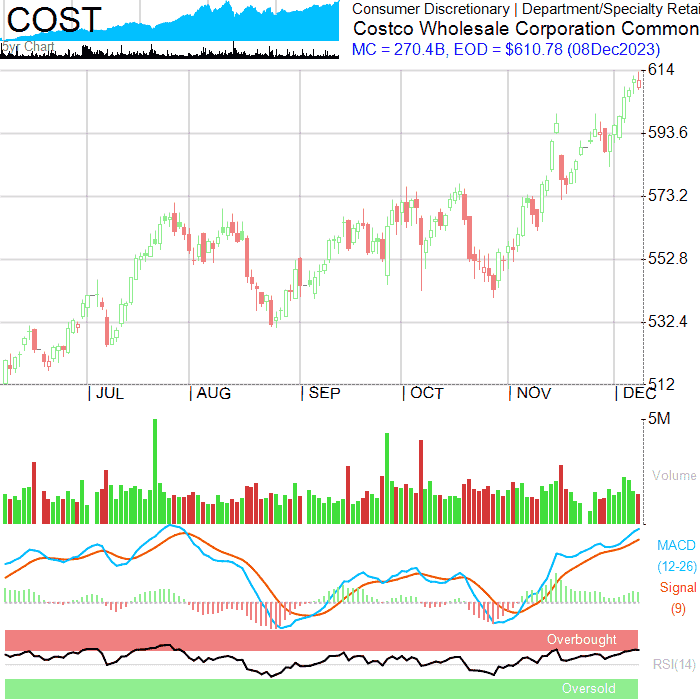 COST
Consumer Discretionary | Department/Specialty Retai
Costco Wholesale Corporation Common
MC = 270.4B, EOD = $610.78 (08Dec2023)
Chart
614
593.6
573.2
552.8
532.4
512
JUL AUG SEP OCT NOV DEC
5M
Volume
MACD
(12-26)
Signal
(9)
Overbought
RSI(14)
Oversold